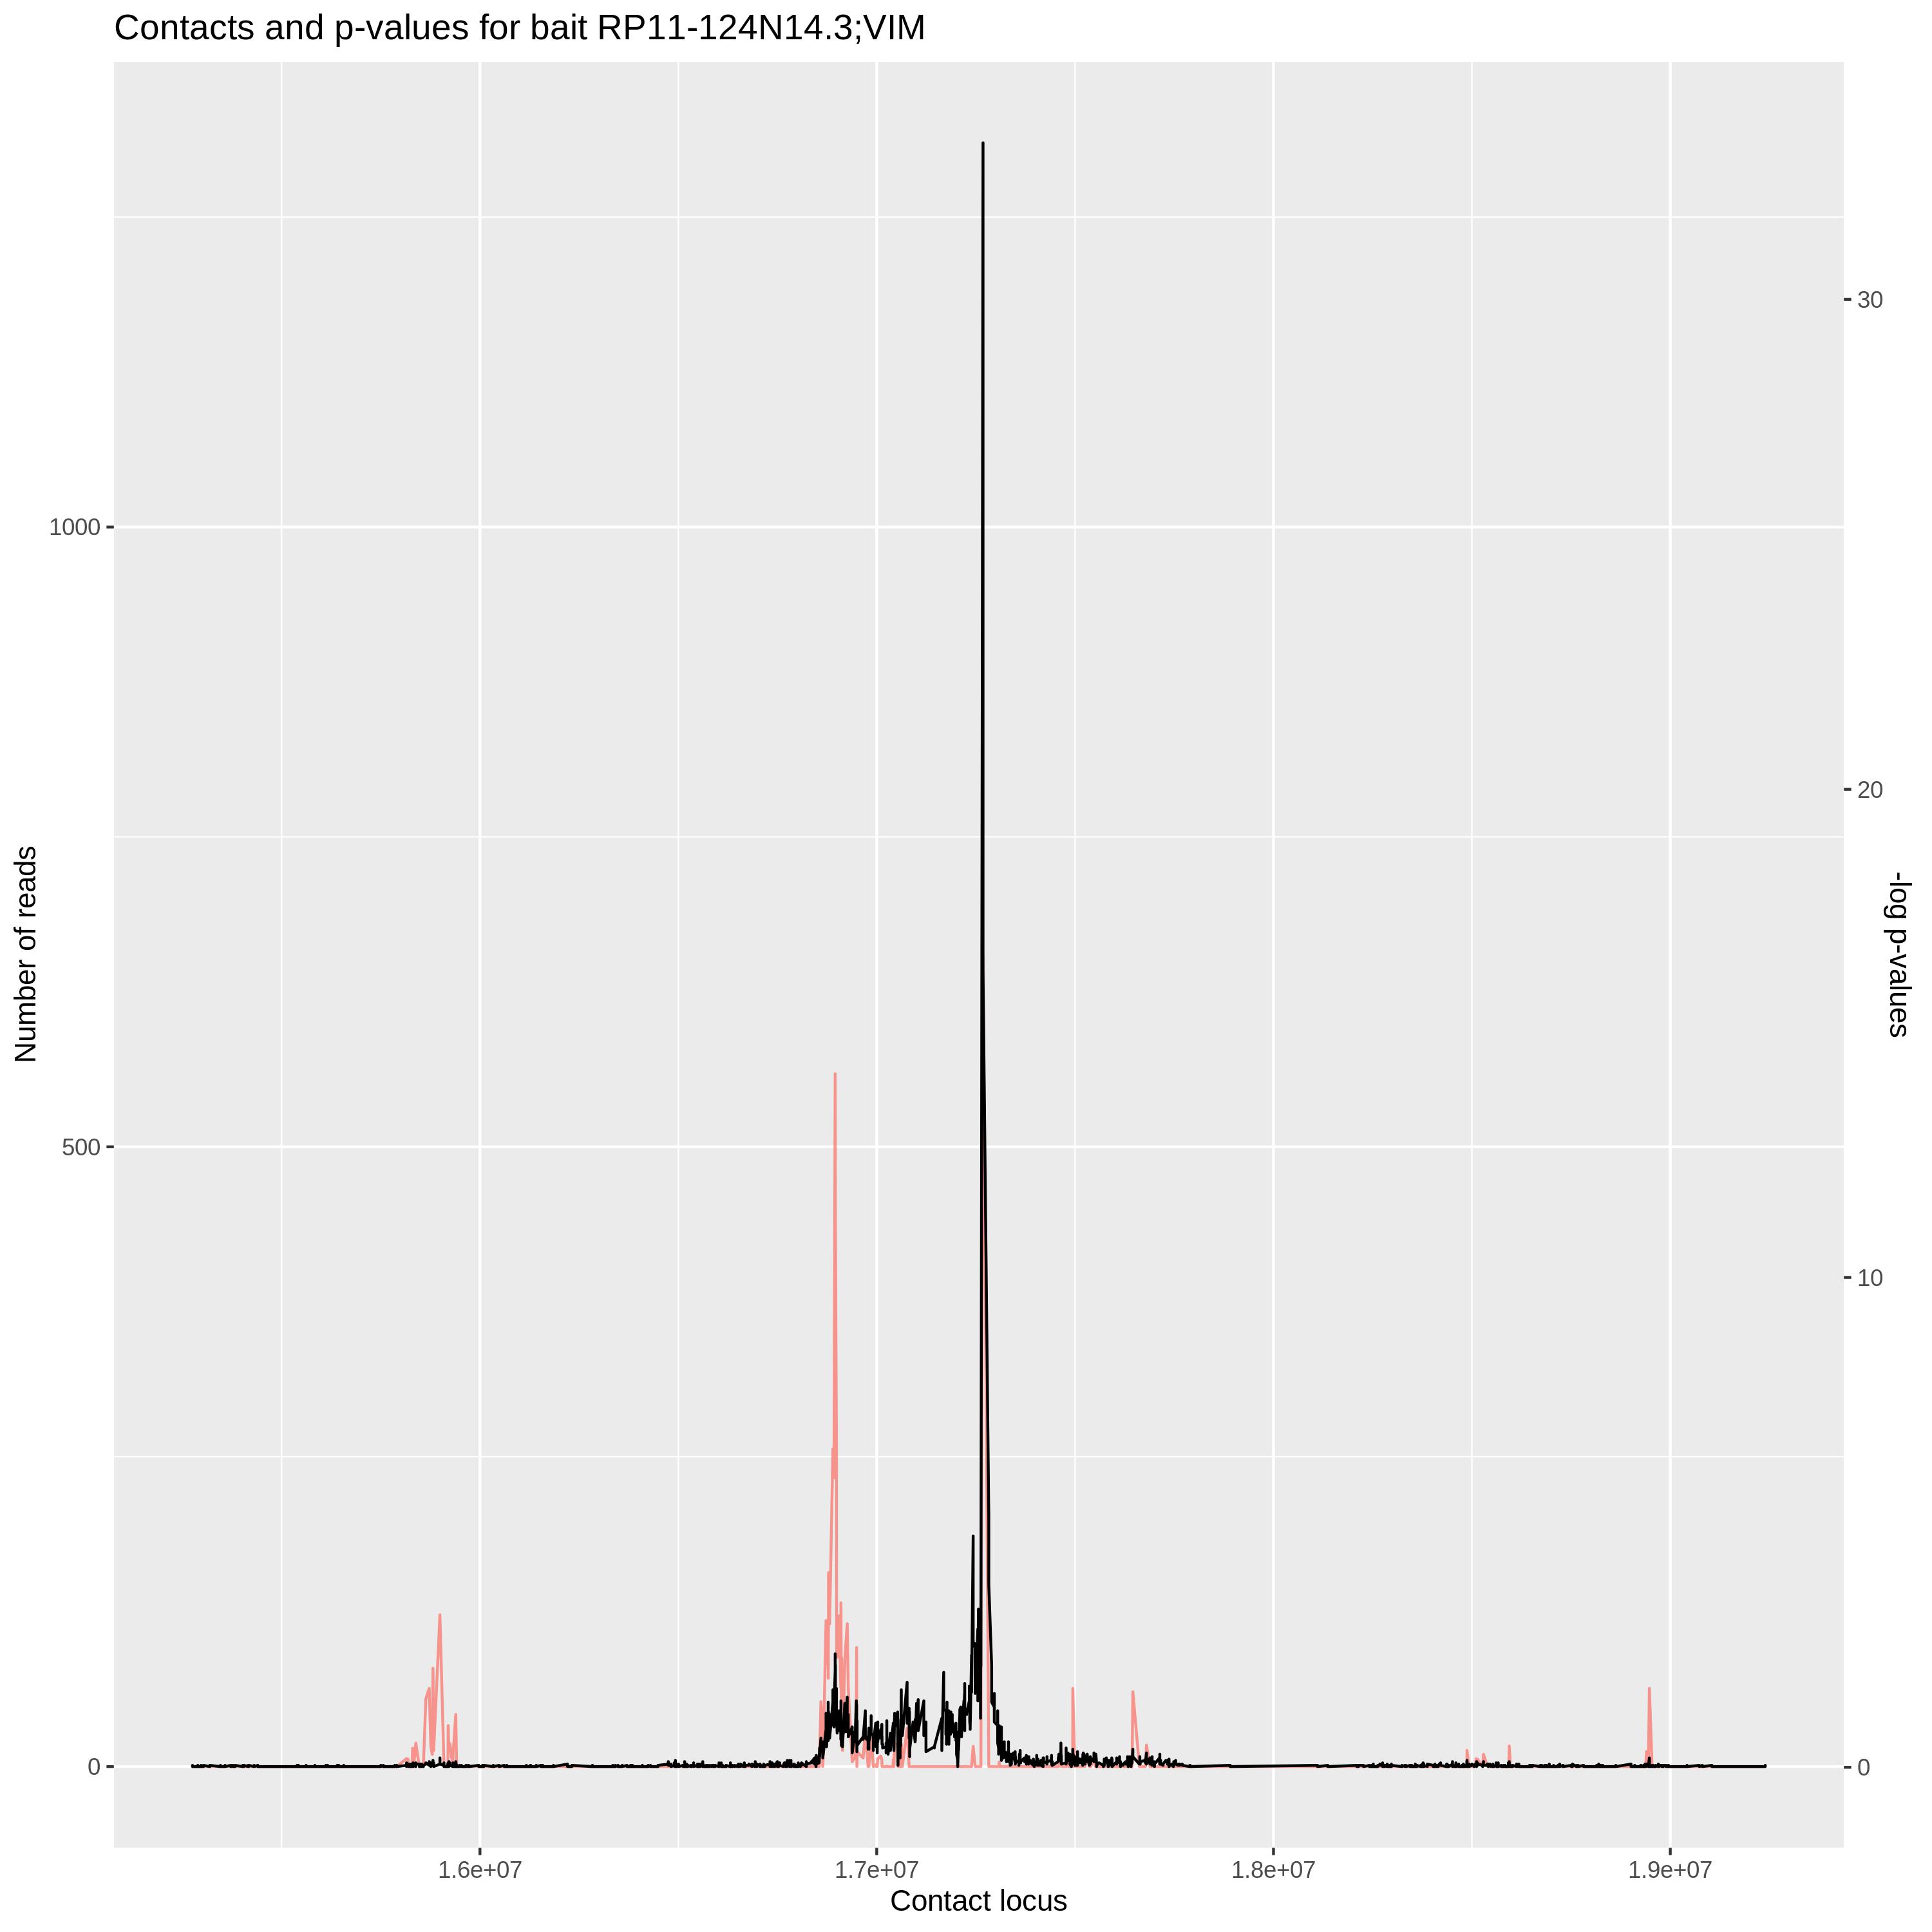 Contacts and p-values for bait RP11-124N14.3;VIM
1000
500
0
Number of reads
30
20
10
0
-log p-values
1.6e+07
1.7e+07
1.8e+07
1.9e+07
Contact locus